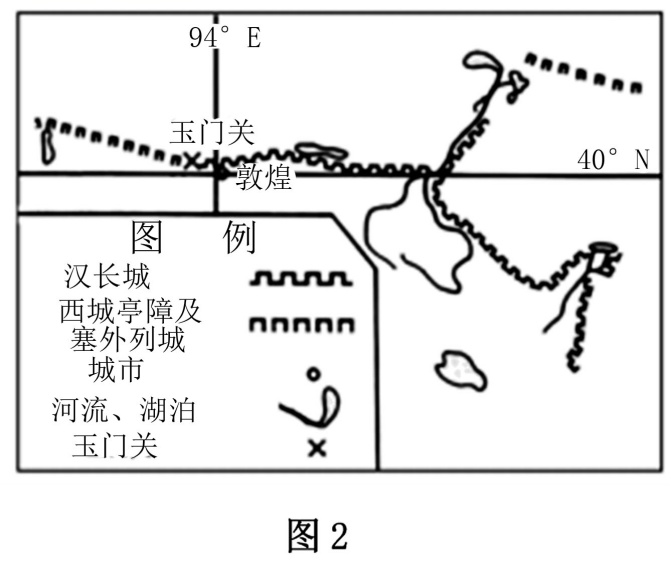 94° E
玉门关
40° N
敦煌
图 例
汉长城
西城亭障及
塞外列城
城市
河流、湖泊
玉门关
图2